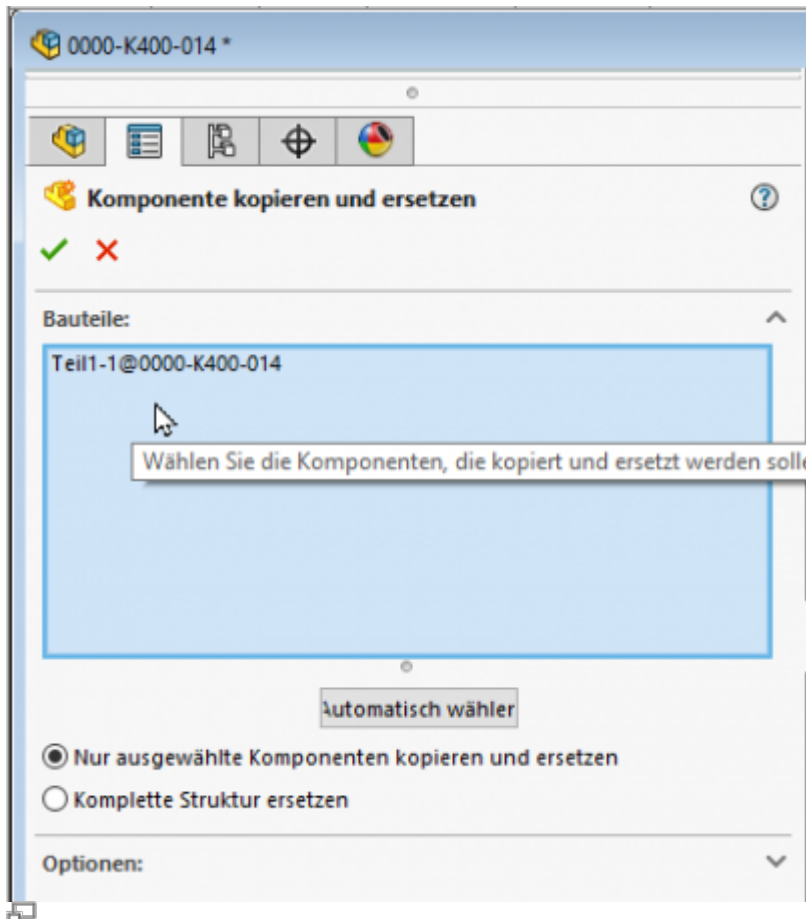 0000-K400-014 *
Komponente kopieren und ersetzen
Bauteile:
Teil1-1@0000-K400-014
Wählen Sie die Komponenten, die kopiert und ersetzt werden solle
Automatisch wähler
Nur ausgewählte Komponenten kopieren und ersetzen
Komplette Struktur ersetzen
Optionen: